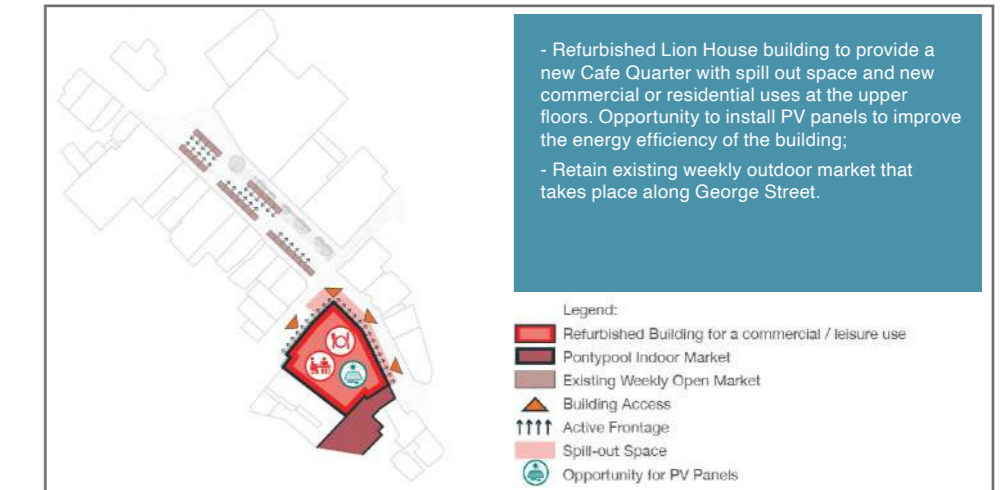 - Refurbished Lion House building to provide a
new Cafe Quarter with spill out space and new
commercial or residential uses at the upper
floors. Opportunity to install PV panels to improve
the energy efficiency of the building;
- Retain existing weekly outdoor market that
takes place along George Street.
Legend:
Refurbished Building for a commercial / leisure use
Pontypool Indoor Market
Existing Weekly Open Market
Building Access
Active Frontage
Spill-out Space
Opportunity for PV Panels